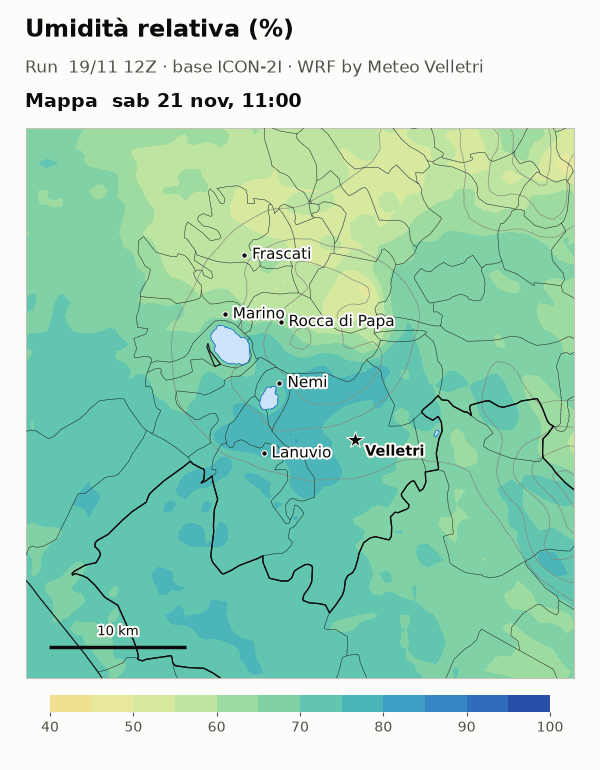 Umidità relativa (%)
Run  19/11 12Z · base ICON-2I · WRF by Meteo Velletri
Mappa  sab 21 nov, 11:00
Frascati
Marino
Rocca di Papa
Nemi
Velletri
Lanuvio
10 km
40 50 60 70 80 90 100